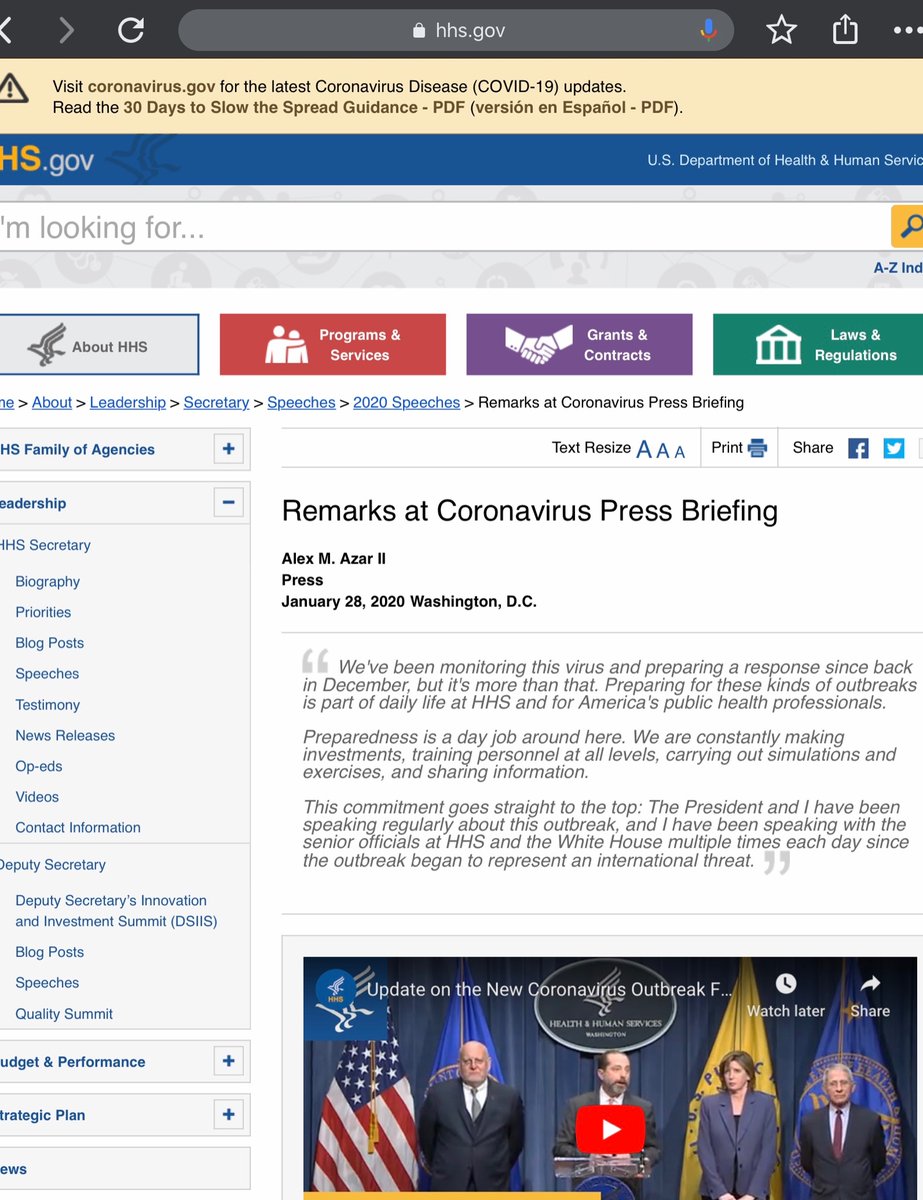 hhs.gov
Visit coronavirus.gov for the latest Coronavirus Disease (COVID-19) updates.
Read the 30 Days to Slow the Spread Guidance - PDF (versión en Español - PDF).
HS.gov
U.S. Department of Health & Human Servic
'm looking for...
A-Z Ind
About HHS
Programs &
Services
Grants &
Contracts
Laws &
Regulations
me > About > Leadership > Secretary > Speeches > 2020 Speeches > Remarks at Coronavirus Press Briefing
HS Family of Agencies
+
Text Resize A A A
Print
Share
eadership
−
HHS Secretary
Biography
Priorities
Blog Posts
Speeches
Testimony
News Releases
Op-eds
Videos
Contact Information
Deputy Secretary
Deputy Secretary's Innovation
and Investment Summit (DSIIS)
Blog Posts
Speeches
Quality Summit
udget & Performance
+
trategic Plan
+
ews
Remarks at Coronavirus Press Briefing
Alex M. Azar II
Press
January 28, 2020 Washington, D.C.
“ We've been monitoring this virus and preparing a response since back
in December, but it's more than that. Preparing for these kinds of outbreaks
is part of daily life at HHS and for America's public health professionals.
Preparedness is a day job around here. We are constantly making
investments, training personnel at all levels, carrying out simulations and
exercises, and sharing information.
This commitment goes straight to the top: The President and I have been
speaking regularly about this outbreak, and I have been speaking with the
senior officials at HHS and the White House multiple times each day since
the outbreak began to represent an international threat. ”
HHS
Update on the New Coronavirus Outbreak F...
Watch later
Share
HEALTH & HUMAN SERVICES
WASHINGTON